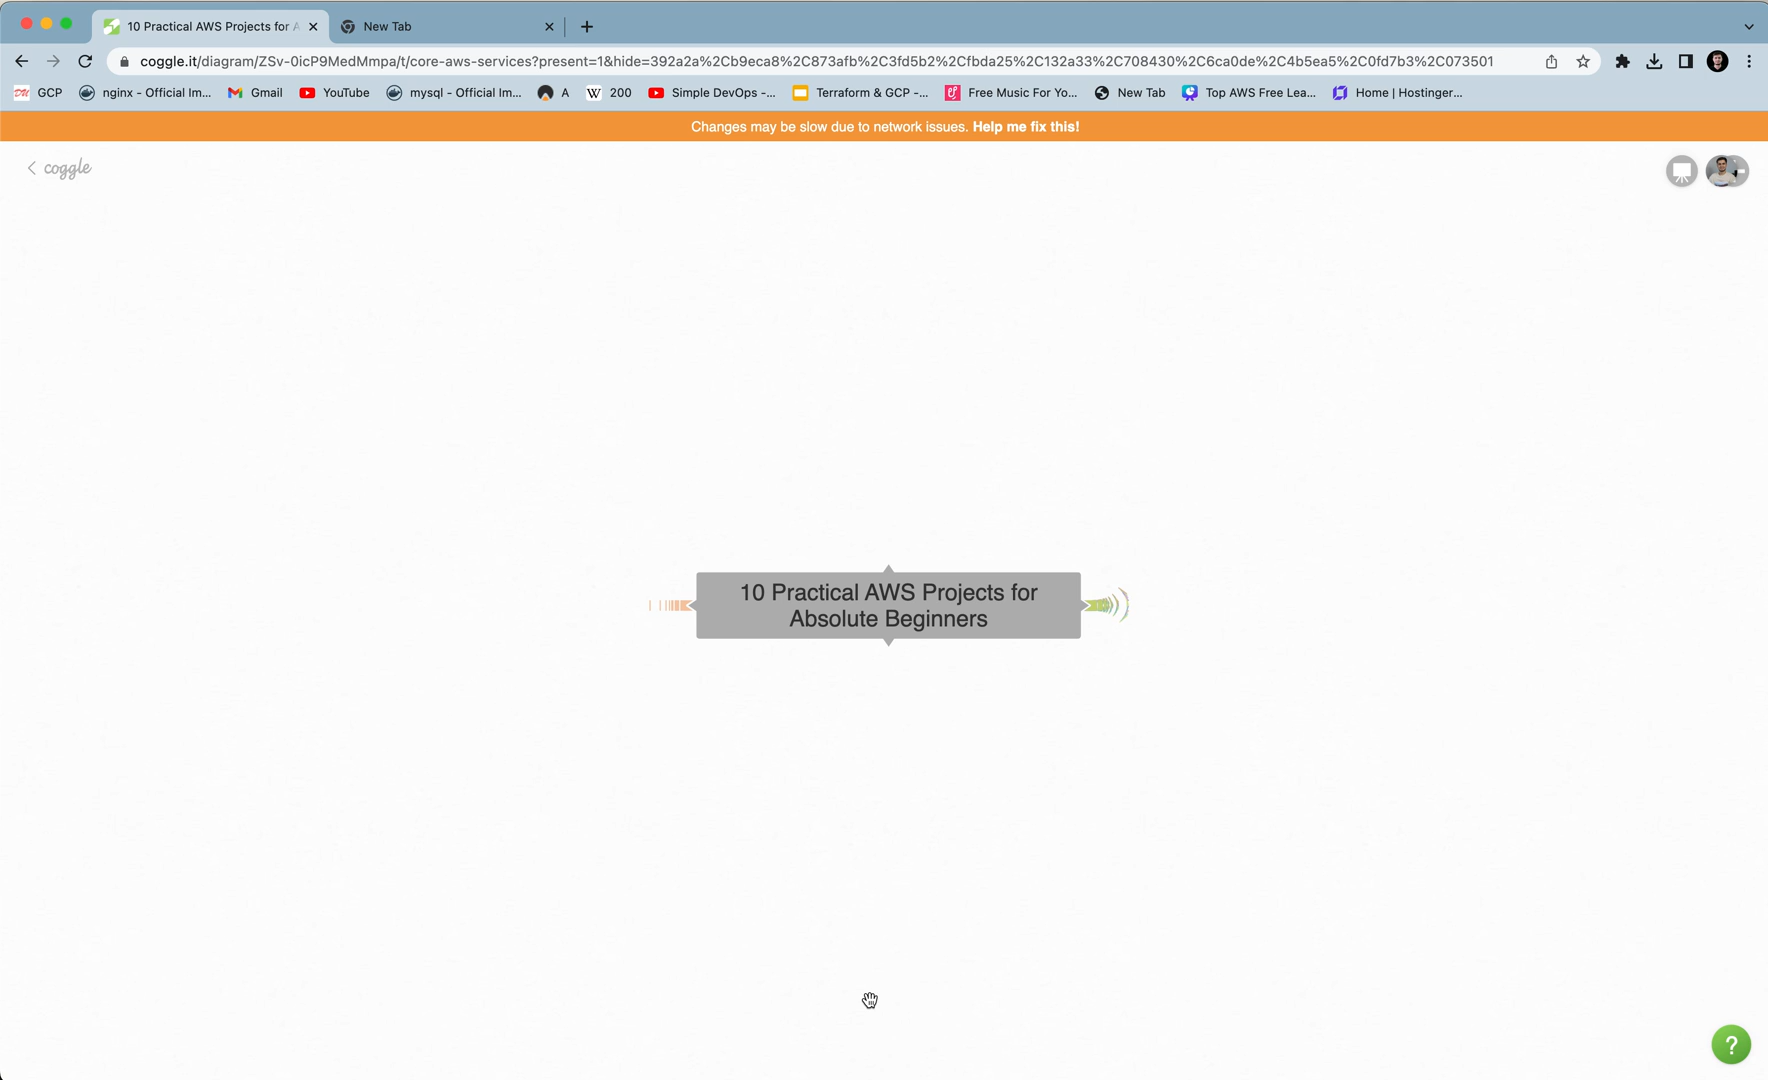 10 Practical AWS Projects for A
New Tab
coggle.it/diagram/ZSv-0icP9MedMmpa/t/core-aws-services?present=1&hide=392a2a%2Cb9eca8%2C873afb%2C3fd5b2%2Cfbda25%2C132a33%2C708430%2C6ca0de%2C4b5ea5%2C0fd7b3%2C073501
GCP nginx - Official Im... Gmail YouTube mysql - Official Im... A W 200 Simple DevOps -... Terraform & GCP -... Free Music For Yo... New Tab Top AWS Free Lea... Home | Hostinger...
Changes may be slow due to network issues. Help me fix this!
coggle
10 Practical AWS Projects for
Absolute Beginners
?